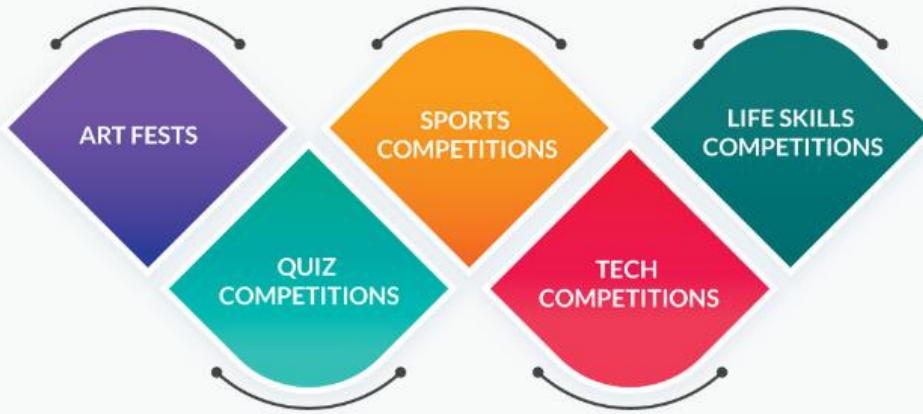 ART FESTS
QUIZ
COMPETITIONS
SPORTS
COMPETITIONS
TECH
COMPETITIONS
LIFE SKILLS
COMPETITIONS